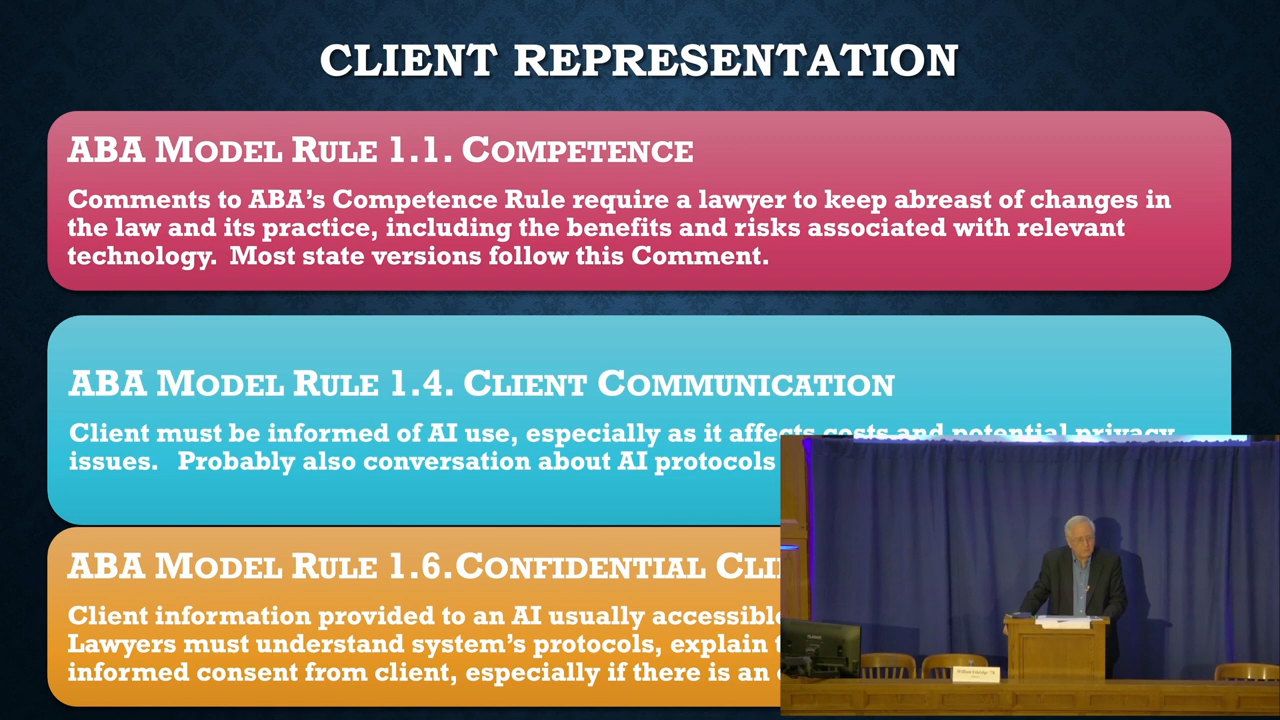 CLIENT REPRESENTATION
ABA MODEL RULE 1.1. COMPETENCE
Comments to ABA's Competence Rule require a lawyer to keep abreast of changes in
the law and its practice, including the benefits and risks associated with relevant
technology. Most state versions follow this Comment.
ABA MODEL RULE 1.4. CLIENT COMMUNICATION
Client must be informed of AI use, especially as it affects costs and potential privacy
issues. Probably also conversation about AI protocols
ABA MODEL RULE 1.6.CONFIDENTIAL
Client information provided to an AI usually accessible
Lawyers must understand system's protocols, explain
informed consent from client, especially if there is an